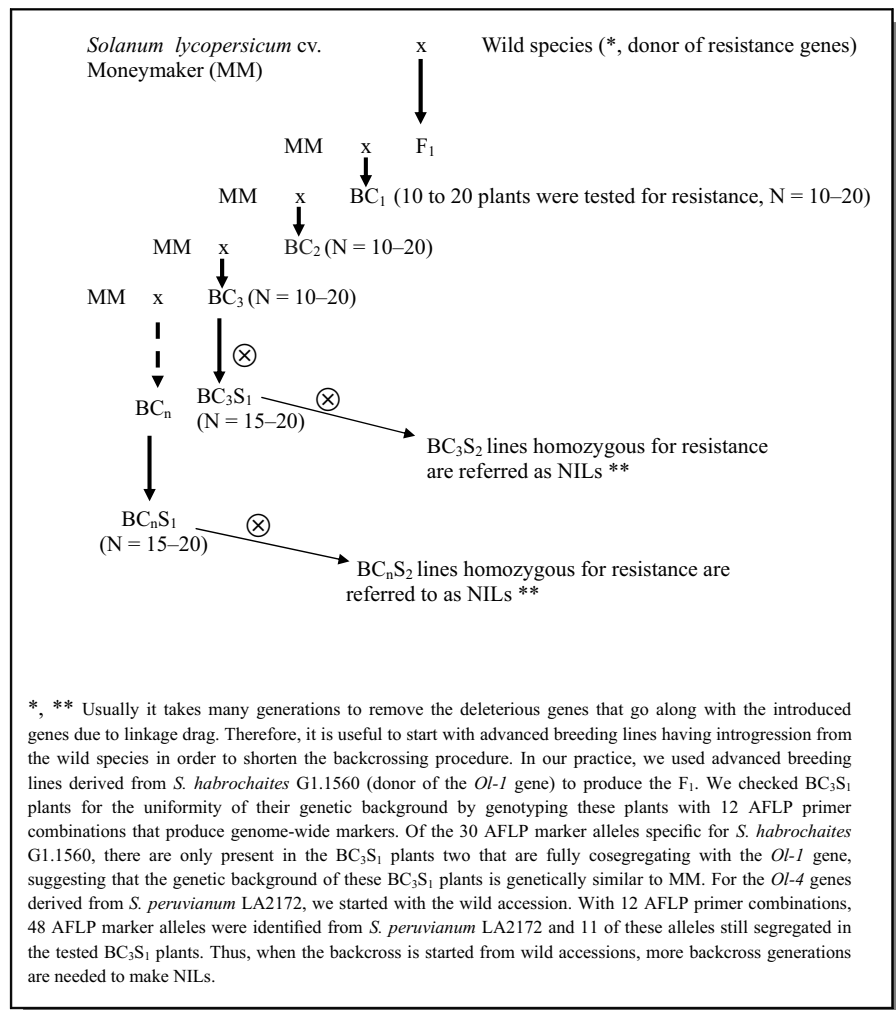 Solanum lycopersicum cv. x Wild species (*, donor of resistance genes)
Moneymaker (MM)
MM x F1
MM x BC1 (10 to 20 plants were tested for resistance, N = 10–20)
MM x BC2 (N = 10–20)
MM x BC3 (N = 10–20)
⊗
BC3S1 ⊗
BCn
(N = 15–20)
BC3S2 lines homozygous for resistance
are referred as NILs **
BCnS1 ⊗
(N = 15–20)
BCnS2 lines homozygous for resistance are
referred to as NILs **
*, ** Usually it takes many generations to remove the deleterious genes that go along with the introduced
genes due to linkage drag. Therefore, it is useful to start with advanced breeding lines having introgression from
the wild species in order to shorten the backcrossing procedure. In our practice, we used advanced breeding
lines derived from S. habrochaites G1.1560 (donor of the Ol-1 gene) to produce the F1. We checked BC3S1
plants for the uniformity of their genetic background by genotyping these plants with 12 AFLP primer
combinations that produce genome-wide markers. Of the 30 AFLP marker alleles specific for S. habrochaites
G1.1560, there are only present in the BC3S1 plants two that are fully cosegregating with the Ol-1 gene,
suggesting that the genetic background of these BC3S1 plants is genetically similar to MM. For the Ol-4 genes
derived from S. peruvianum LA2172, we started with the wild accession. With 12 AFLP primer combinations,
48 AFLP marker alleles were identified from S. peruvianum LA2172 and 11 of these alleles still segregated in
the tested BC3S1 plants. Thus, when the backcross is started from wild accessions, more backcross generations
are needed to make NILs.